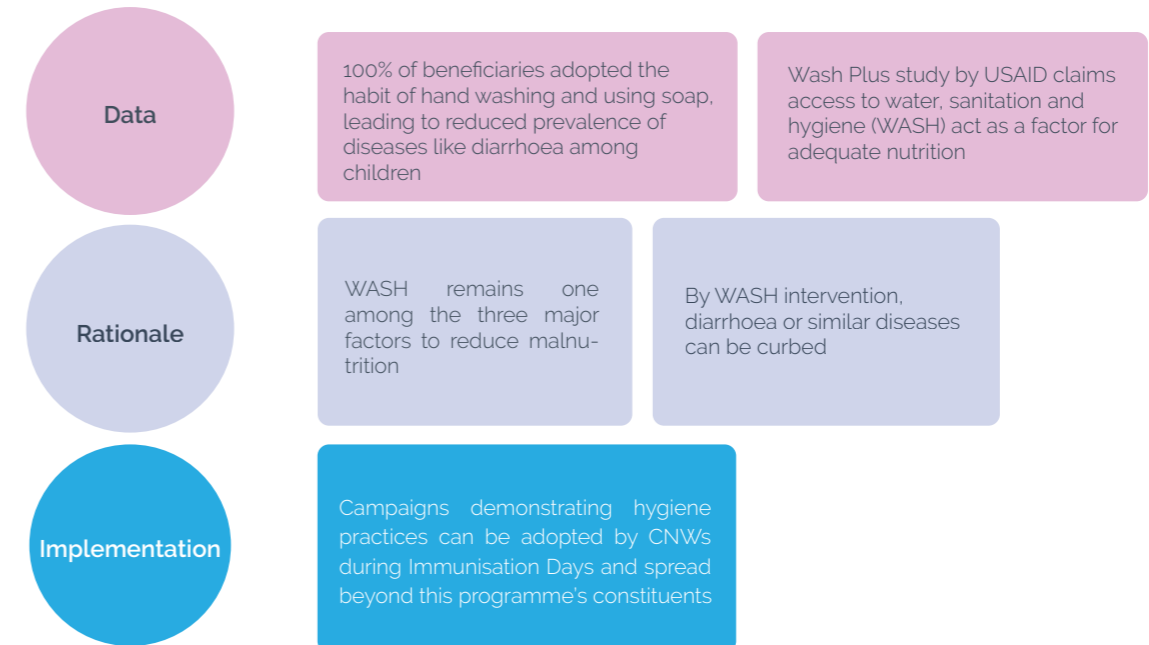 Data
100% of beneficiaries adopted the
habit of hand washing and using soap,
leading to reduced prevalence of
diseases like diarrhoea among
children
Wash Plus study by USAID claims
access to water, sanitation and
hygiene (WASH) act as a factor for
adequate nutrition
Rationale
WASH remains one
among the three major
factors to reduce malnu-
trition
By WASH intervention,
diarrhoea or similar diseases
can be curbed
Implementation
Campaigns demonstrating hygiene
practices can be adopted by CNWs
during Immunisation Days and spread
beyond this programme's constituents